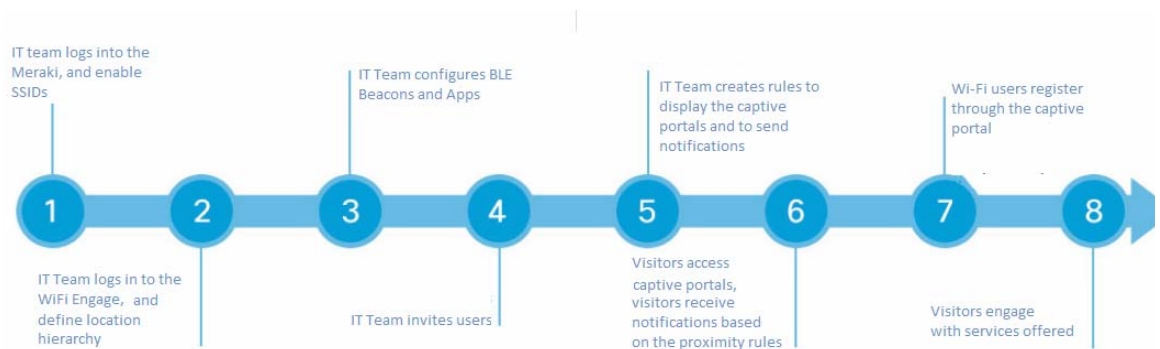 IT team logs into the
Meraki, and enable
SSIDs
IT Team configures BLE
Beacons and Apps
IT Team creates rules to
display the captive
portals and to send
notifications
Wi-Fi users register
through the captive
portal
1
2
3
4
5
6
7
8
IT Team logs in to the
WiFi Engage, and
define location
hierarchy
IT Team invites users
Visitors access
captive portals,
visitors receive
notifications based
on the proximity rules
Visitors engage
with services offered